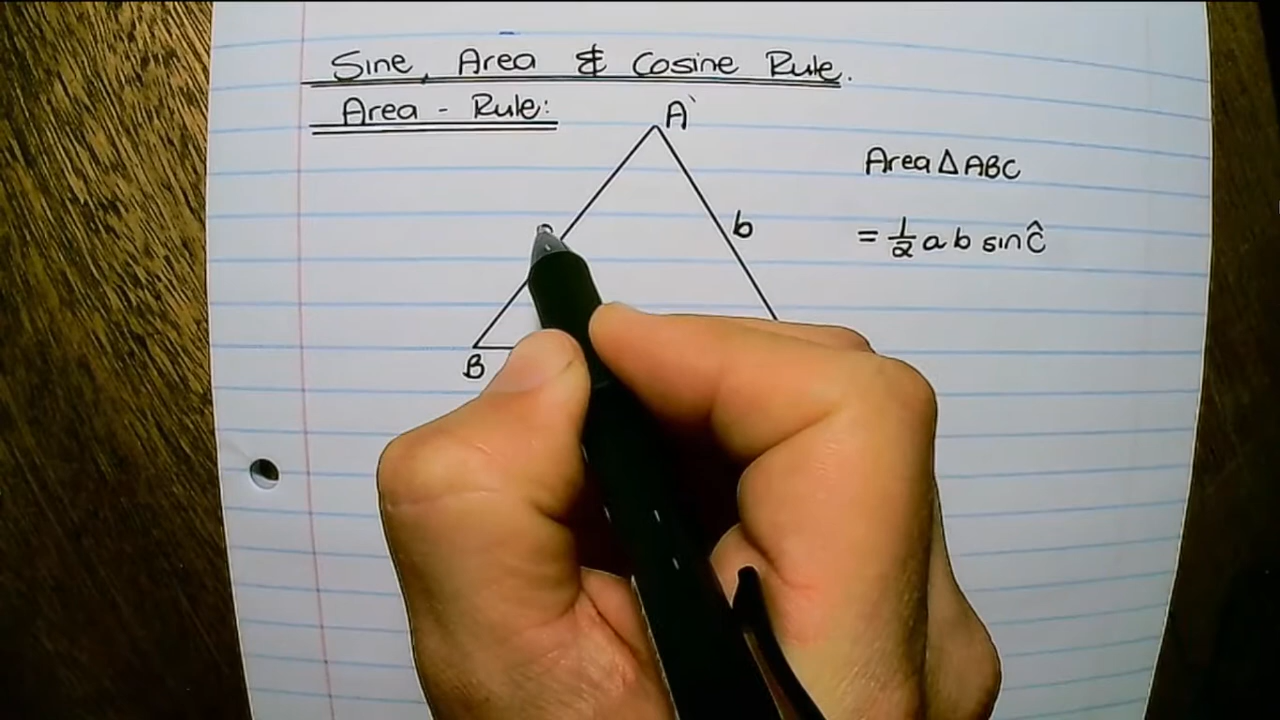 Sine, Area & Cosine Rule.
Area - Rule:
A
Area Δ ABC
b
= 1/2 a b sin Ĉ
B